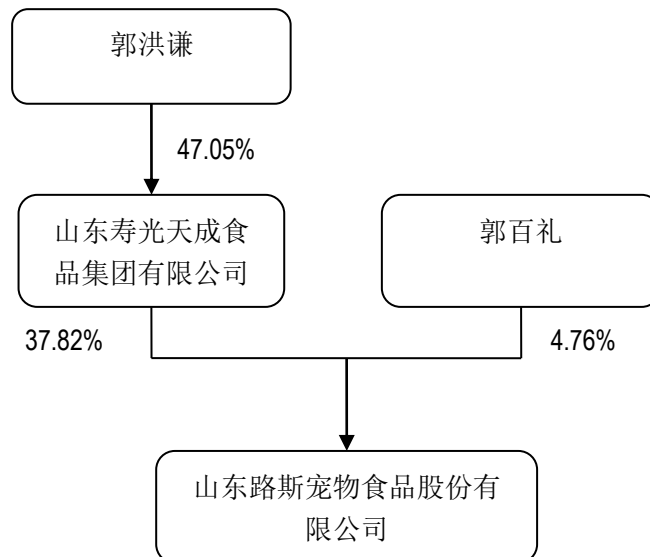 郭洪谦
47.05%
山东寿光天成食
品集团有限公司
郭百礼
37.82%
4.76%
山东路斯宠物食品股份有
限公司